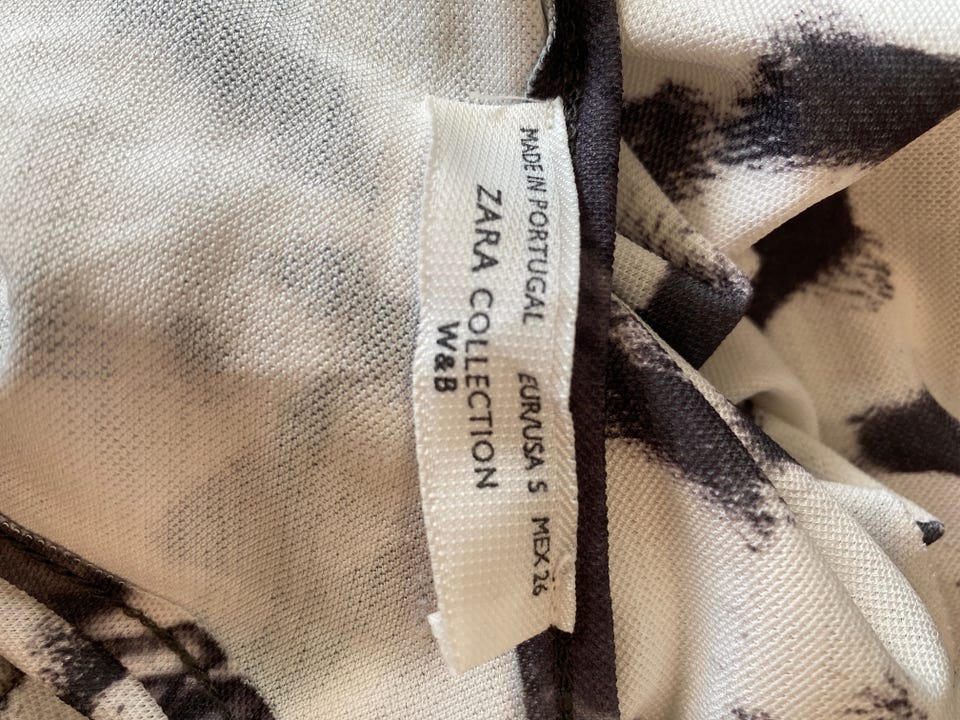 MADE IN PORTUGAL EUR/USA S MEX 26
ZARA COLLECTION
W&B